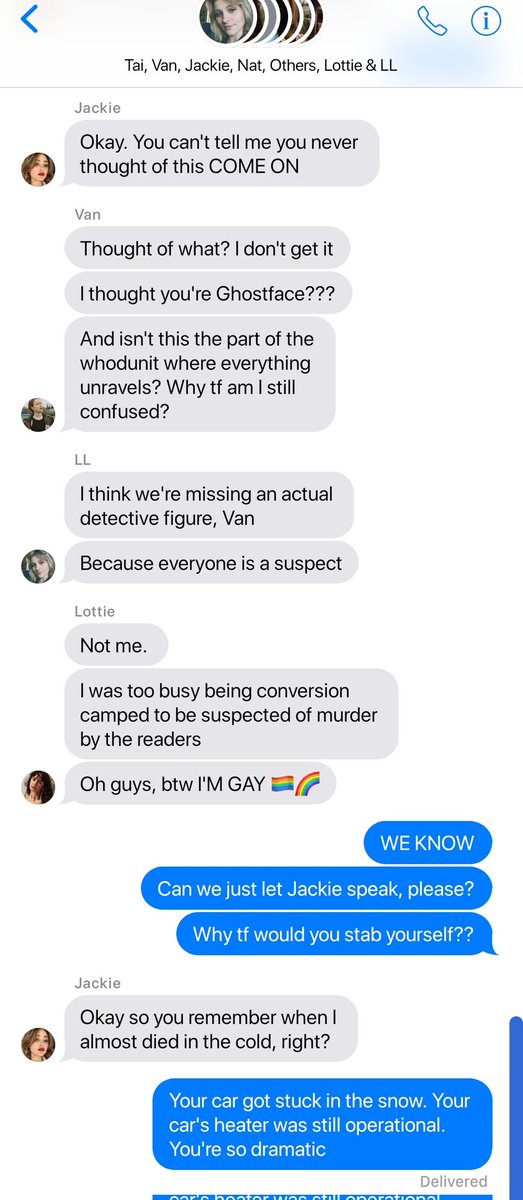 Tai, Van, Jackie, Nat, Others, Lottie & LL
Jackie
Okay. You can't tell me you never
thought of this COME ON
Van
Thought of what? I don't get it
I thought you're Ghostface???
And isn't this the part of the
whodunit where everything
unravels? Why tf am I still
confused?
LL
I think we're missing an actual
detective figure, Van
Because everyone is a suspect
Lottie
Not me.
I was too busy being conversion
camped to be suspected of murder
by the readers
Oh guys, btw I'M GAY 🏳️‍🌈🌈
WE KNOW
Can we just let Jackie speak, please?
Why tf would you stab yourself??
Jackie
Okay so you remember when I
almost died in the cold, right?
Your car got stuck in the snow. Your
car's heater was still operational.
You're so dramatic
Delivered
car's heater was still operational